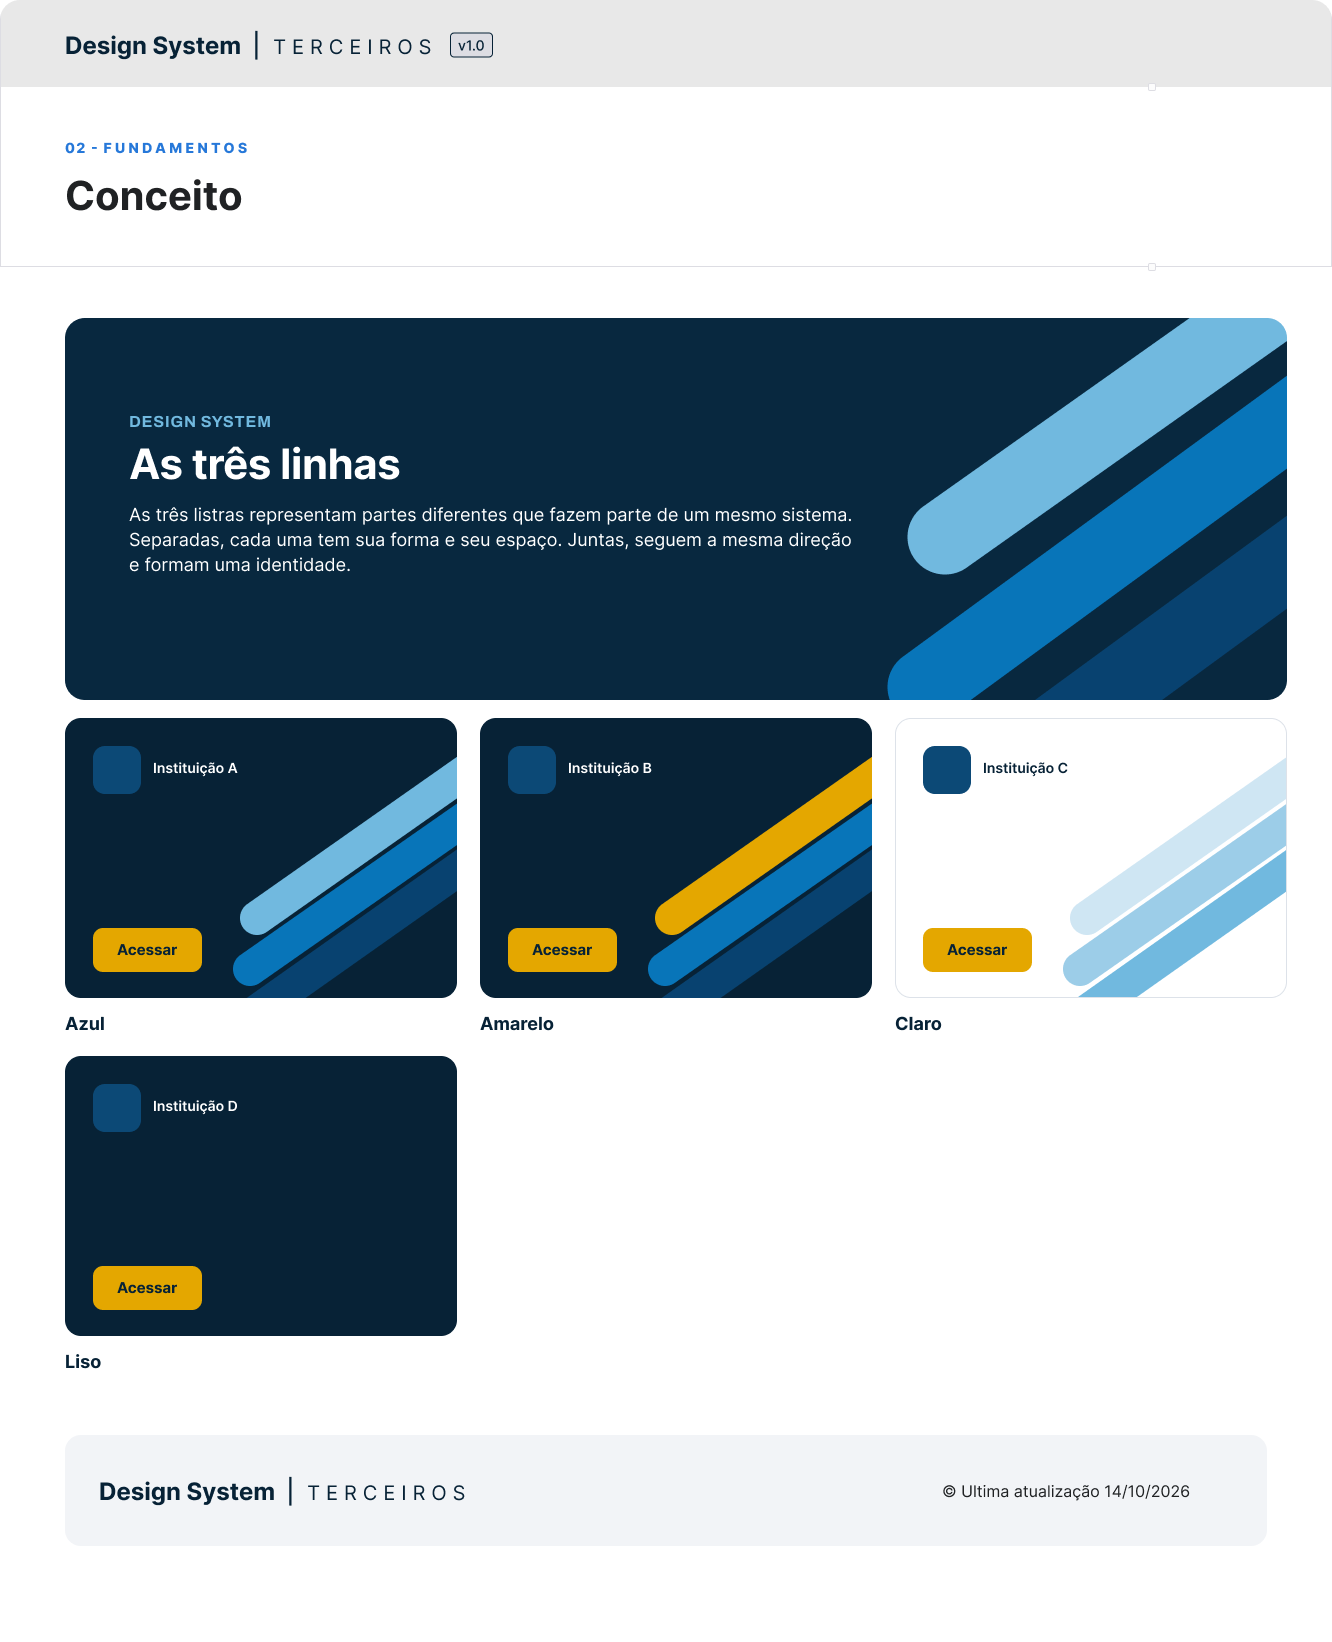 Design System | TERCEIROS v1.0
02 - FUNDAMENTOS
Conceito
DESIGN SYSTEM
As três linhas
As três listras representam partes diferentes que fazem parte de um mesmo sistema.
Separadas, cada uma tem sua forma e seu espaço. Juntas, seguem a mesma direção
e formam uma identidade.
Instituição A
Acessar
Azul
Instituição B
Acessar
Amarelo
Instituição C
Acessar
Claro
Instituição D
Acessar
Liso
Design System | TERCEIROS
© Ultima atualização 14/10/2026